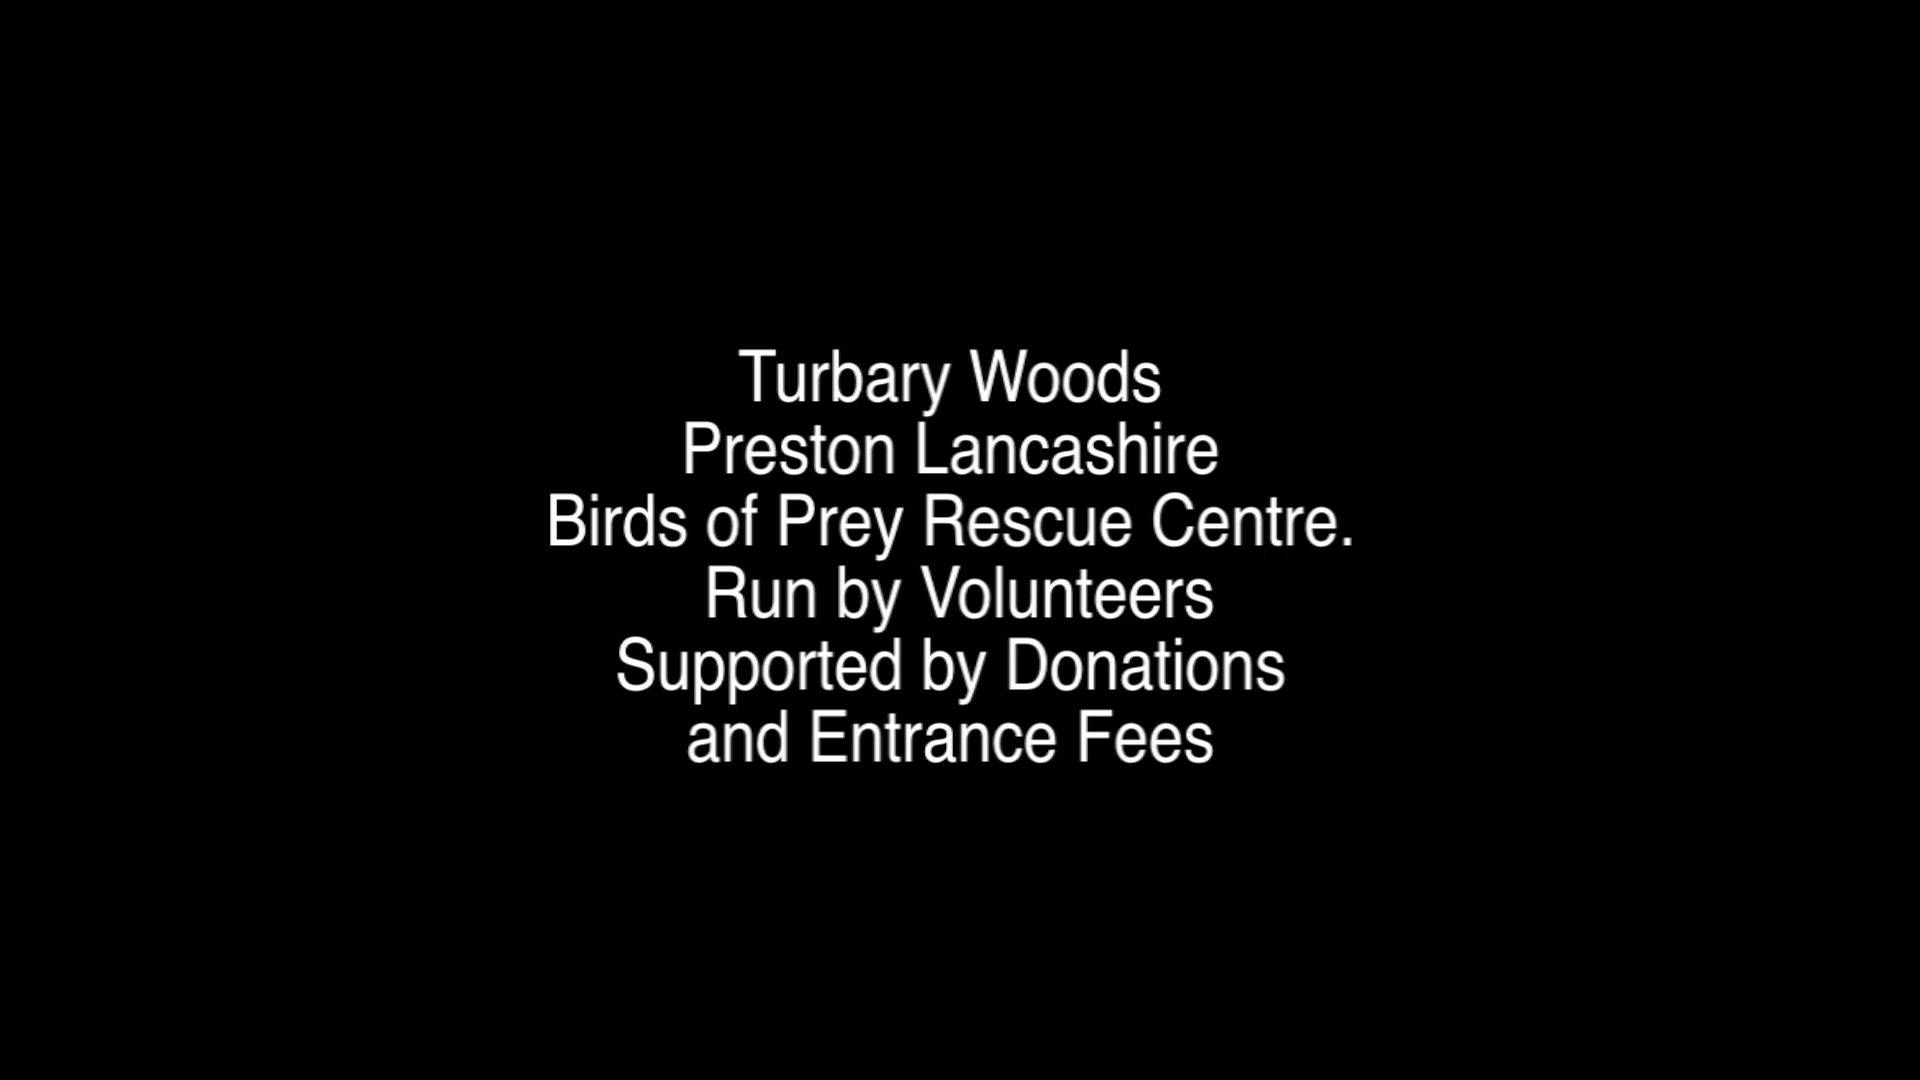 Turbary Woods
Preston Lancashire
Birds of Prey Rescue Centre.
Run by Volunteers
Supported by Donations
and Entrance Fees